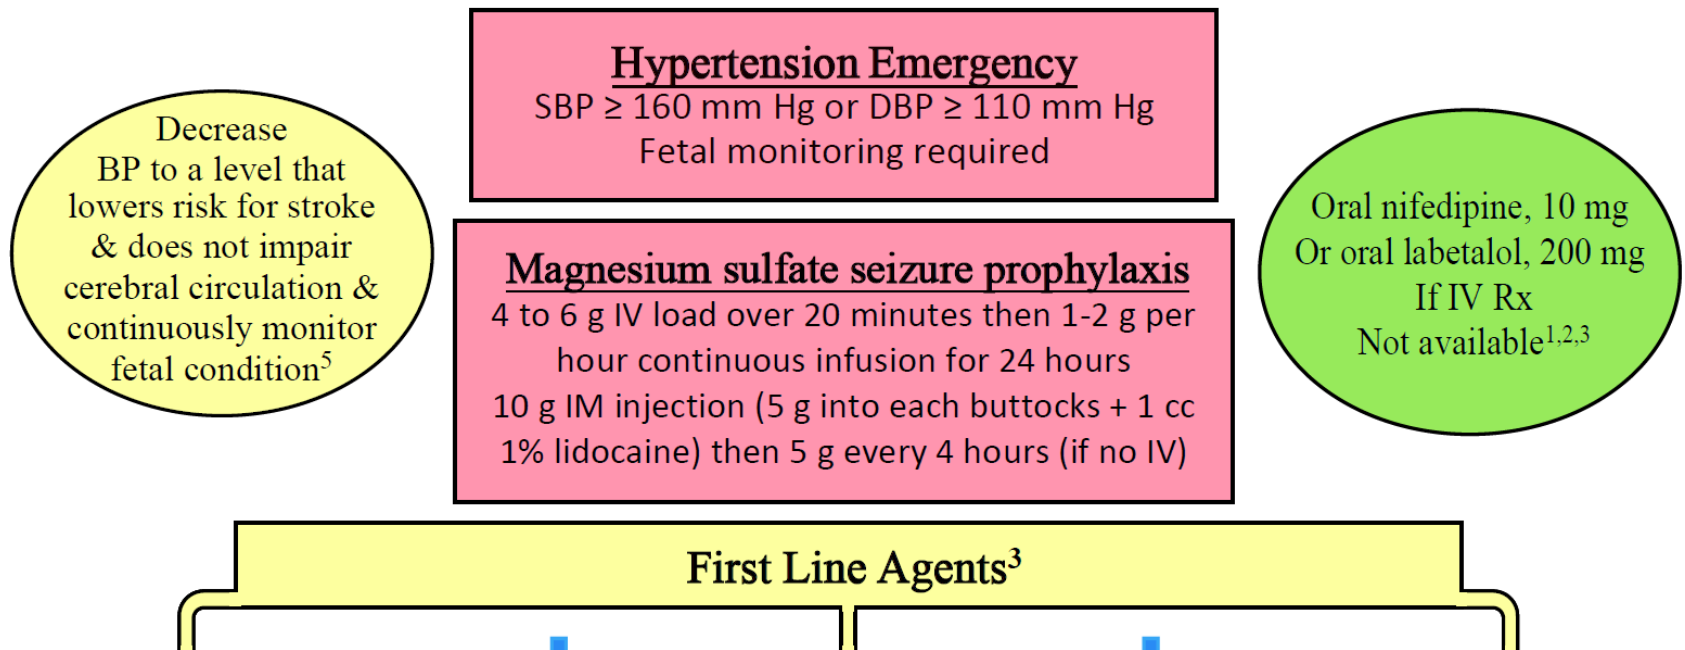 Hypertension Emergency
SBP ≥ 160 mm Hg or DBP ≥ 110 mm Hg
Fetal monitoring required
Decrease
BP to a level that
lowers risk for stroke
& does not impair
cerebral circulation &
continuously monitor
fetal condition⁵
Oral nifedipine, 10 mg
Or oral labetalol, 200 mg
If IV Rx
Not available¹,²,³
Magnesium sulfate seizure prophylaxis
4 to 6 g IV load over 20 minutes then 1-2 g per
hour continuous infusion for 24 hours
10 g IM injection (5 g into each buttocks + 1 cc
1% lidocaine) then 5 g every 4 hours (if no IV)
First Line Agents³